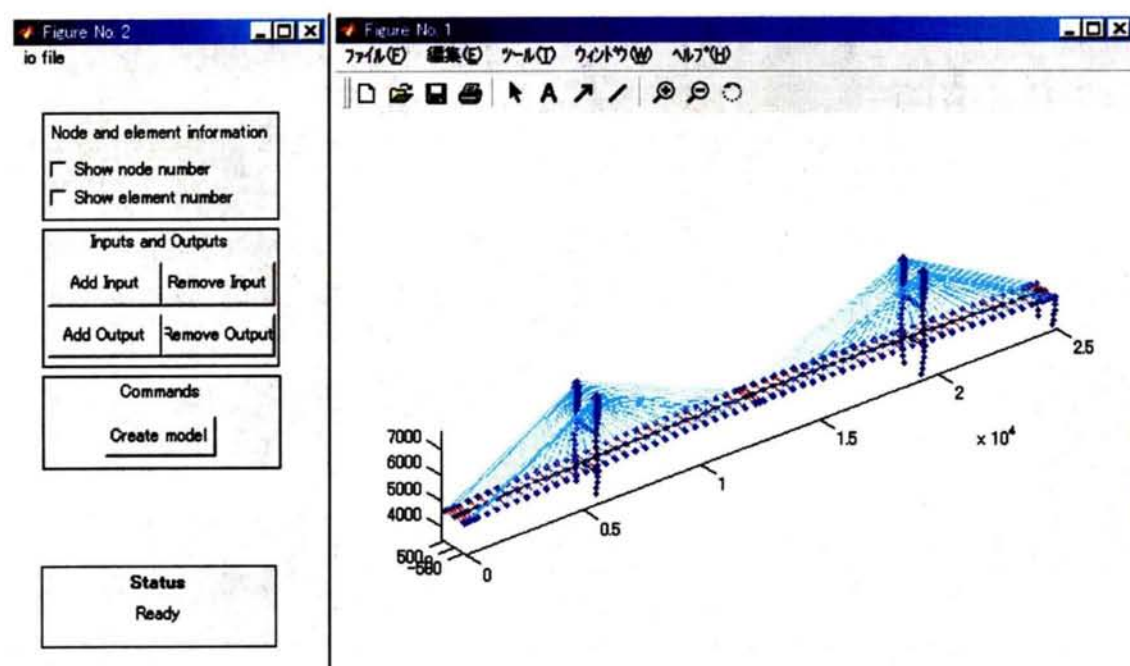 Figure No. 2
io file
Node and element information
Show node number
Show element number
Inputs and Outputs
Add Input
Remove Input
Add Output
Remove Output
Commands
Create model
Status
Ready
Figure No. 1
ファイル(F) 編集(E) ツール(T) ウィンドウ(W) ヘルプ(H)
A
7000
6000
5000
4000
500
-500
0
0.5
1
1.5
2
2.5
× 10⁴